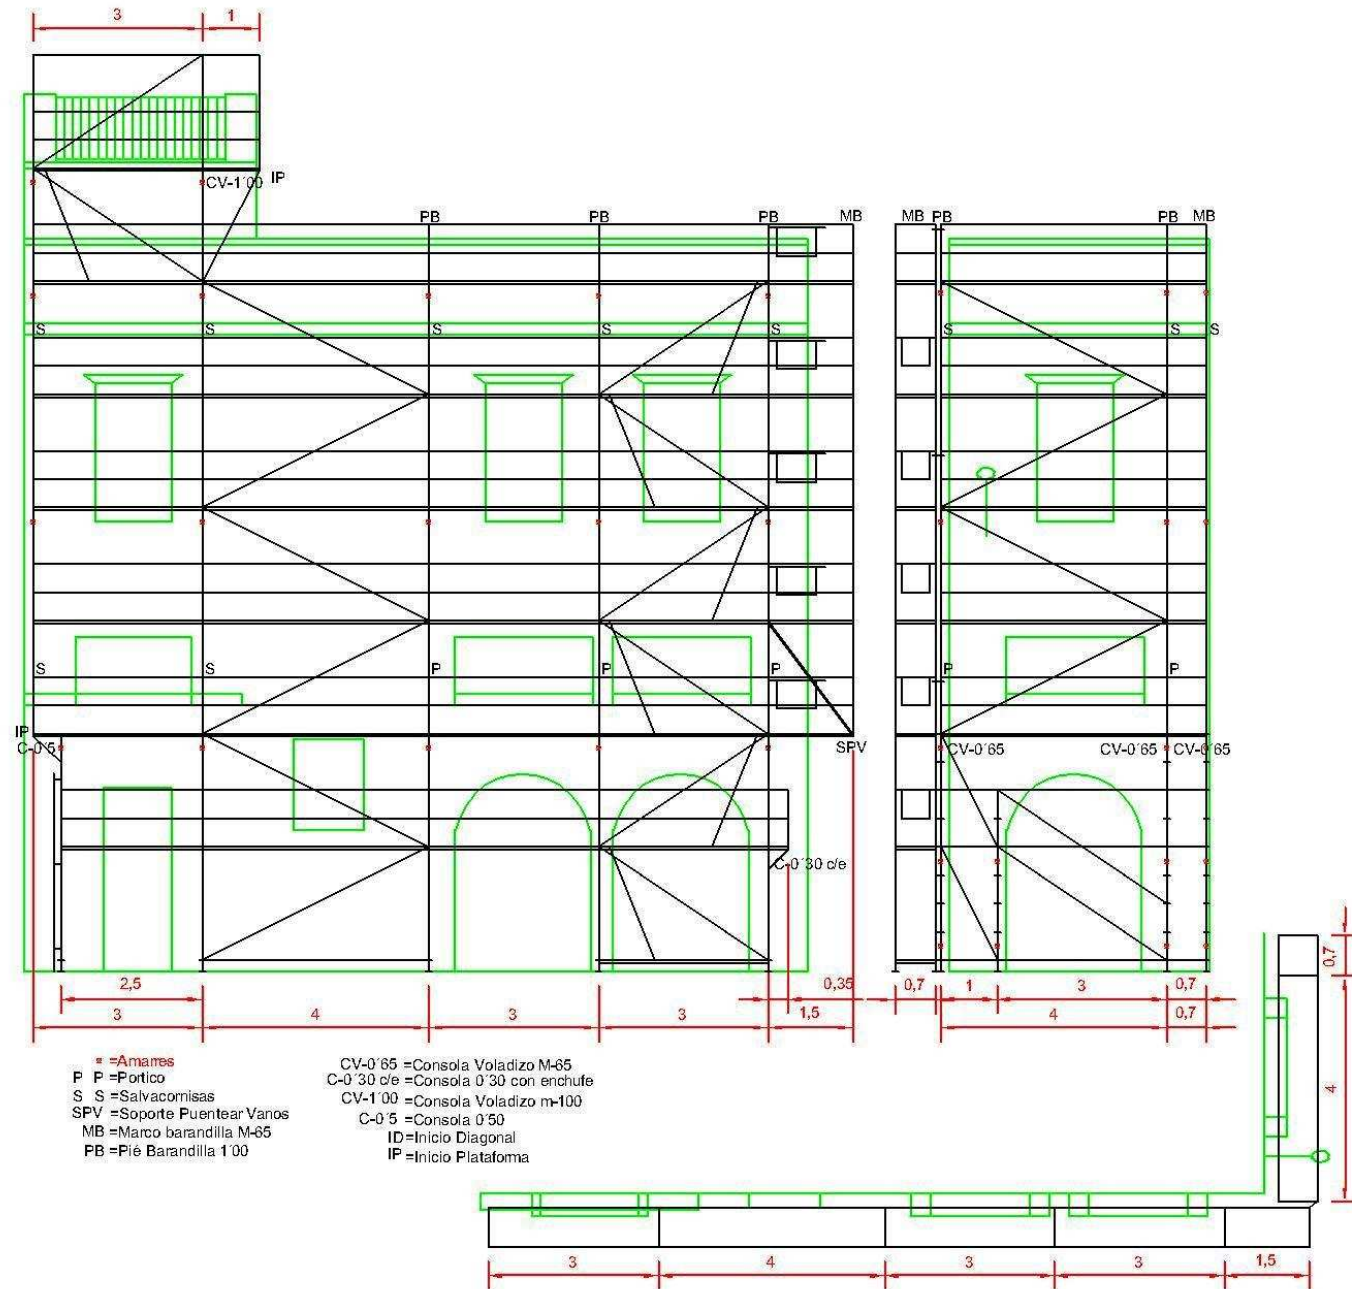 3 1
CV-1´00 IP
PB PB PB MB MB PB PB MB
S S S S S S S S
S S P P P P P
IP
C-0´5 SPV CV-0´65 CV-0´65 CV-0´65
C-0´30 c/e
2,5 0,35 0,7 1 3 0,7
3 4 3 3 1,5 4 0,7
0,7
4
* =Amarres
P P =Portico
S S =Salvacornisas
SPV =Soporte Puentear Vanos
MB =Marco barandilla M-65
PB =Pié Barandilla 1´00
CV-0´65 =Consola Voladizo M-65
C-0´30 c/e =Consola 0´30 con enchufe
CV-1´00 =Consola Voladizo m-100
C-0´5 =Consola 0´50
ID=Inicio Diagonal
IP =Inicio Plataforma
3 4 3 3 1,5